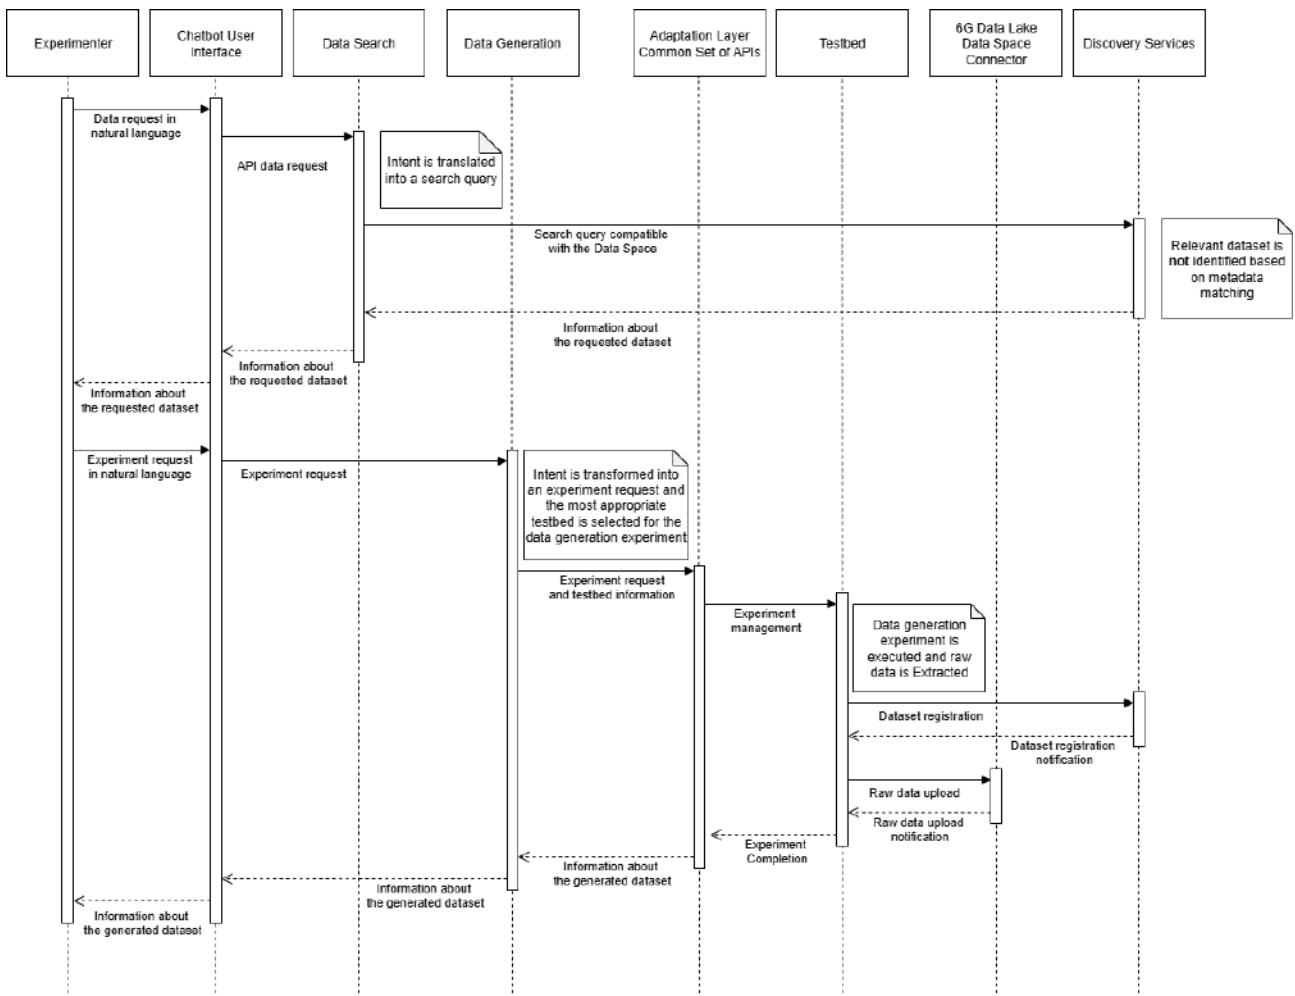 Experimenter
Chatbot User
Interface
Data Search
Data Generation
Adaptation Layer
Common Set of APIs
Testbed
6G Data Lake
Data Space
Connector
Discovery Services
Data request in
natural language
API data request
Intent is translated
into a search query
Search query compatible
with the Data Space
Relevant dataset is
not identified based
on metadata
matching
Information about
the requested dataset
Information about
the requested dataset
Information about
the requested dataset
Experiment request
in natural language
Experiment request
Intent is transformed into
an experiment request and
the most appropriate
testbed is selected for the
data generation experiment
Experiment request
and testbed information
Experiment
management
Data generation
experiment is
executed and raw
data is Extracted
Dataset registration
Dataset registration
notification
Raw data upload
Raw data upload
notification
Experiment
Completion
Information about
the generated dataset
Information about
the generated dataset
Information about
the generated dataset